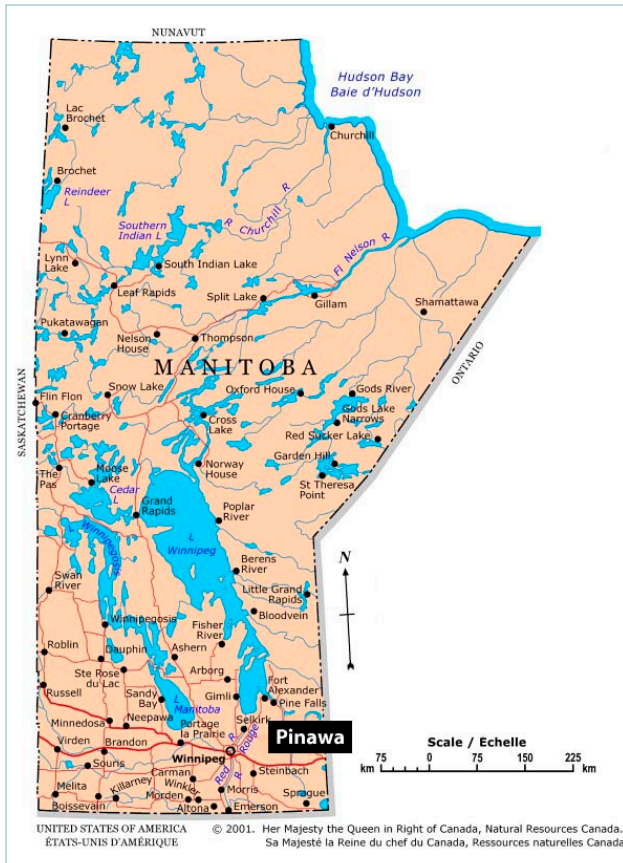 NUNAVUT
Hudson Bay
Baie d'Hudson
Lac
Brochet
Churchill
Brochet
Reindeer
L
R Churchill R
Southern
Indian L
Fl Nelson R
Lynn
Lake
South Indian Lake
Leaf Rapids
Split Lake
Gillam
Shamattawa
Pukatawagan
Nelson
House
Thompson
MANITOBA
ONTARIO
SASKATCHEWAN
Snow Lake
Oxford House
Gods River
Flin Flon
Cranberry
Portage
Cross
Lake
Gods Lake
Narrows
Red Sucker Lake
Garden Hill
Norway
House
The
Pas
Moose
Lake
Cedar
L
St Theresa
Point
Grand
Rapids
Poplar
River
L Winnipegosis
L
Winnipeg
N
Berens
River
Swan
River
Little Grand
Rapids
Bloodvein
Winnipegosis
Fisher
River
Roblin
Dauphin
Ashern
Ste Rose
du Lac
Arborg
Fort
Alexander
Russell
Sandy
Bay
Gimli
Pine Falls
L
Manitoba
Minnedosa
Neepawa
Portage
la Prairie
Selkirk
Pinawa
Virden
Brandon
Winnipeg
Red R
Rouge R
Scale / Échelle
km 75 0 75 150 225 km
Souris
Carman
Steinbach
Melita
Killarney
Winkler
Morris
Sprague
Boissevain
Morden
Altona
Emerson
UNITED STATES OF AMERICA
ÉTATS-UNIS D'AMÉRIQUE
© 2001. Her Majesty the Queen in Right of Canada, Natural Resources Canada.
Sa Majesté la Reine du chef du Canada, Ressources naturelles Canada